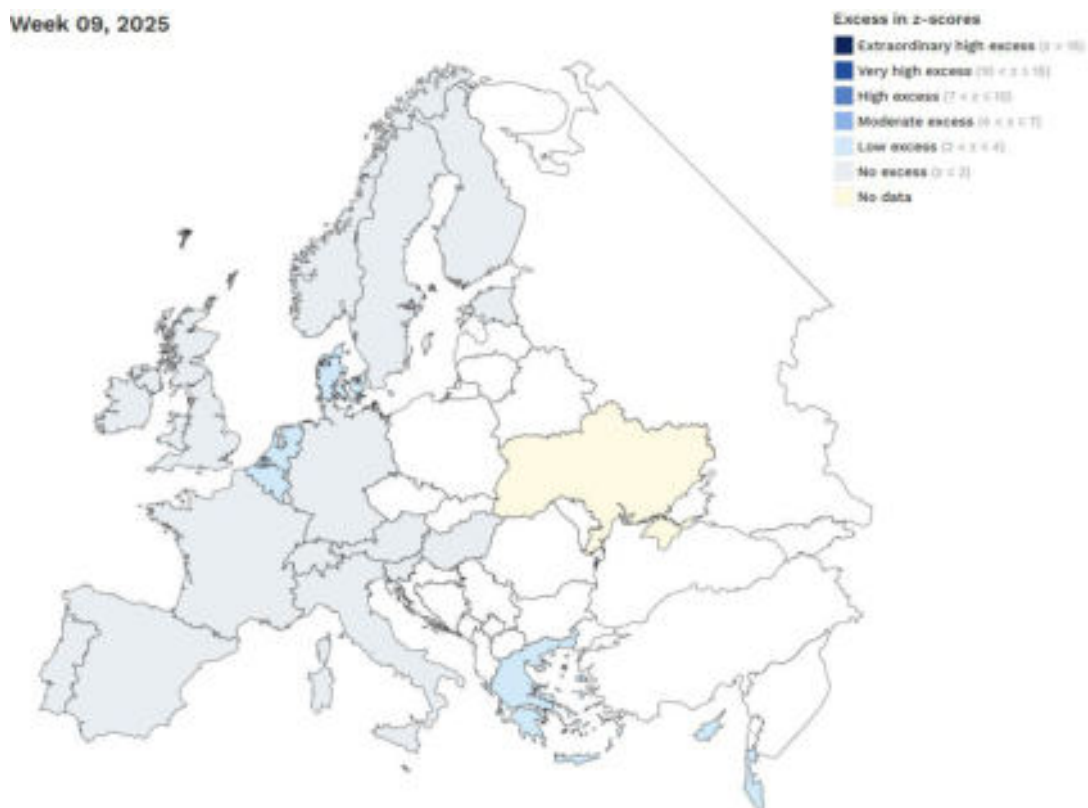 Week 09, 2025
Excess in z-scores
Extraordinary high excess
Very high excess
High excess
Moderate excess
Low excess
No excess
No data